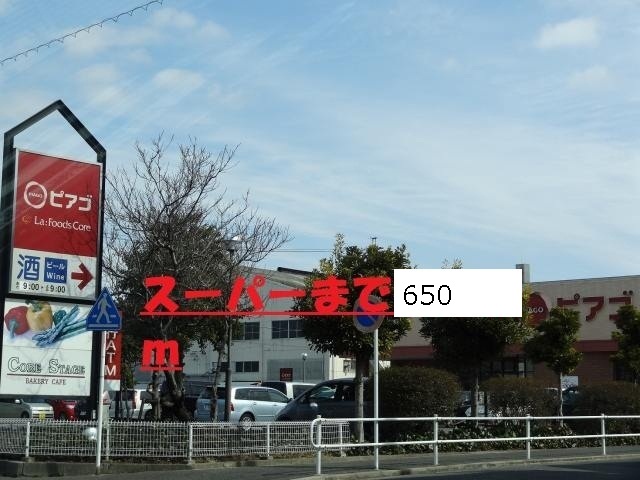 PIAGO ピアゴ
La:Foods Core
酒 ビール Wine
9:00 9:00
CORE STAGE
BAKERY CAFE
ATM
スーパーまで 650
m
ピアゴ